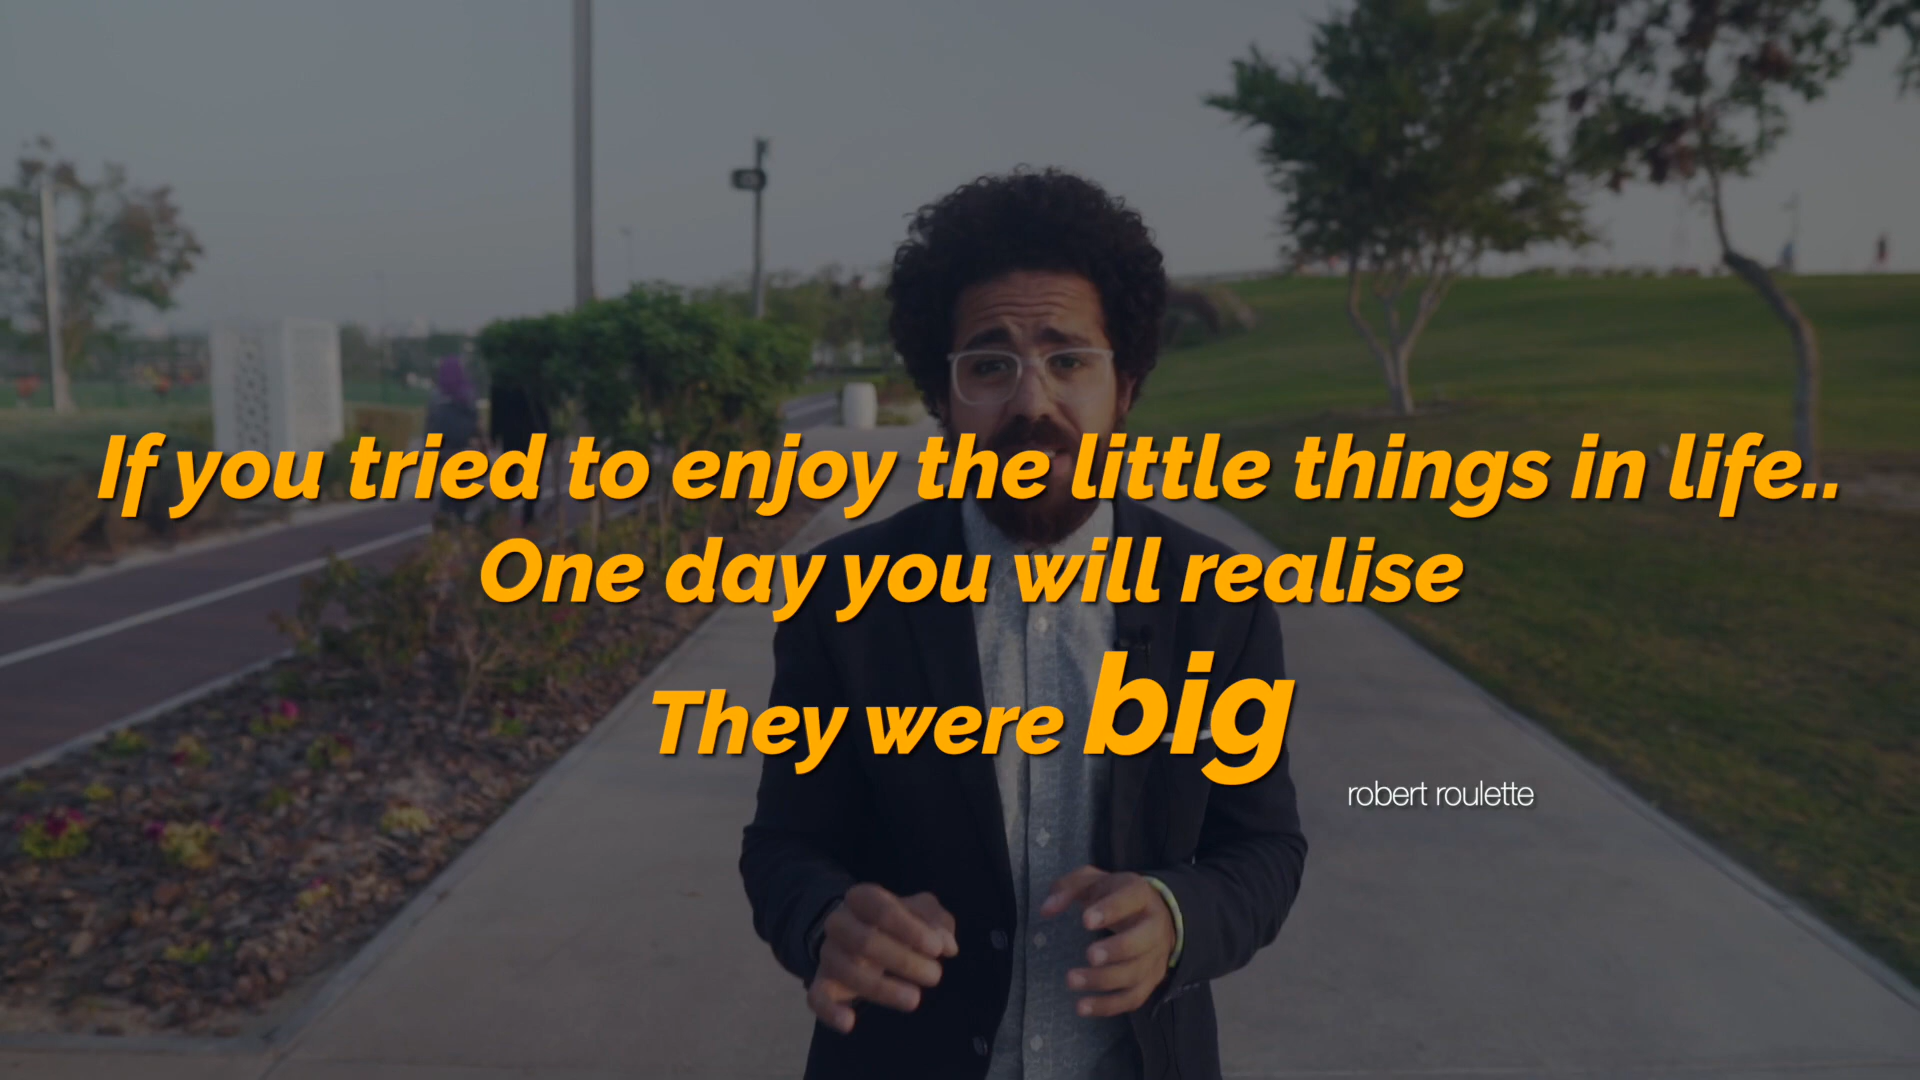 If you tried to enjoy the little things in life..
One day you will realise
They were big
robert roulette